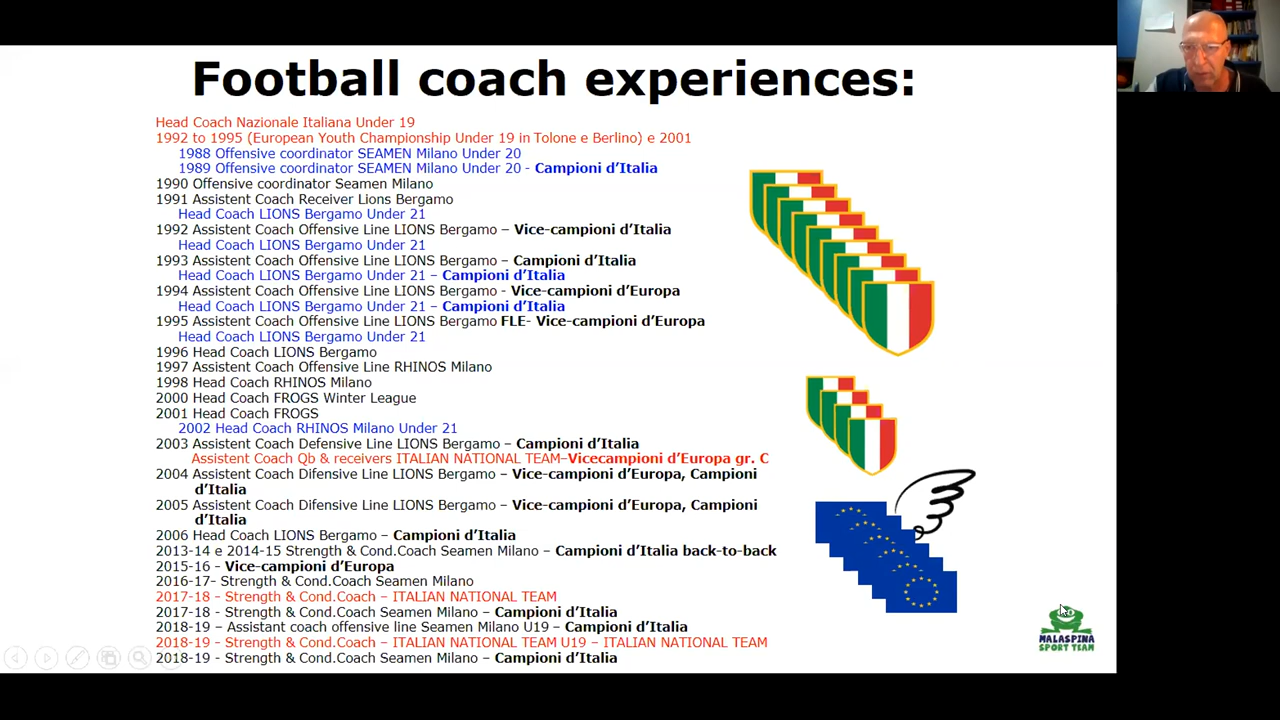 Football coach experiences:
Head Coach Nazionale Italiana Under 19
1992 to 1995 (European Youth Championship Under 19 in Tolone e Berlino) e 2001
1988 Offensive coordinator SEAMEN Milano Under 20
1989 Offensive coordinator SEAMEN Milano Under 20 - Campioni d'Italia
1990 Offensive coordinator Seamen Milano
1991 Assistent Coach Receiver Lions Bergamo
Head Coach LIONS Bergamo Under 21
1992 Assistent Coach Offensive Line LIONS Bergamo – Vice-campioni d'Italia
Head Coach LIONS Bergamo Under 21
1993 Assistent Coach Offensive Line LIONS Bergamo – Campioni d'Italia
Head Coach LIONS Bergamo Under 21 – Campioni d'Italia
1994 Assistent Coach Offensive Line LIONS Bergamo - Vice-campioni d'Europa
Head Coach LIONS Bergamo Under 21 – Campioni d'Italia
1995 Assistent Coach Offensive Line LIONS Bergamo FLE- Vice-campioni d'Europa
Head Coach LIONS Bergamo Under 21
1996 Head Coach LIONS Bergamo
1997 Assistent Coach Offensive Line RHINOS Milano
1998 Head Coach RHINOS Milano
2000 Head Coach FROGS Winter League
2001 Head Coach FROGS
2002 Head Coach RHINOS Milano Under 21
2003 Assistent Coach Defensive Line LIONS Bergamo – Campioni d'Italia
Assistent Coach Qb & receivers ITALIAN NATIONAL TEAM–Vicecampioni d'Europa gr. C
2004 Assistent Coach Difensive Line LIONS Bergamo – Vice-campioni d'Europa, Campioni
d'Italia
2005 Assistent Coach Difensive Line LIONS Bergamo – Vice-campioni d'Europa, Campioni
d'Italia
2006 Head Coach LIONS Bergamo – Campioni d'Italia
2013-14 e 2014-15 Strength & Cond.Coach Seamen Milano – Campioni d'Italia back-to-back
2015-16 - Vice-campioni d'Europa
2016-17- Strength & Cond.Coach Seamen Milano
2017-18 - Strength & Cond.Coach – ITALIAN NATIONAL TEAM
2017-18 - Strength & Cond.Coach Seamen Milano – Campioni d'Italia
2018-19 – Assistant coach offensive line Seamen Milano U19 – Campioni d'Italia
2018-19 - Strength & Cond.Coach – ITALIAN NATIONAL TEAM U19 – ITALIAN NATIONAL TEAM
2018-19 - Strength & Cond.Coach Seamen Milano – Campioni d'Italia
MALASPINA
SPORT TEAM